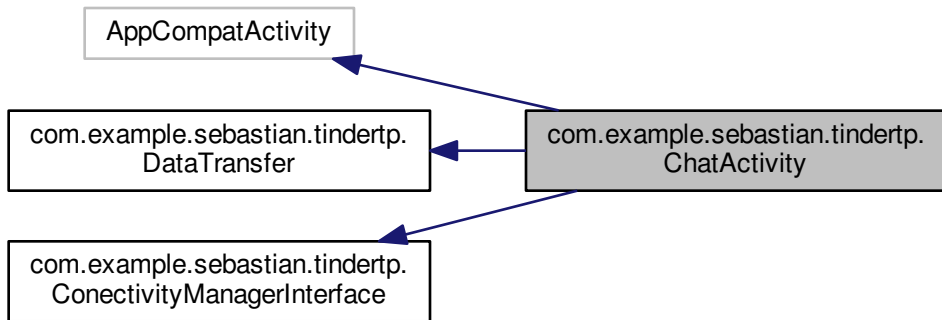 AppCompatActivity
com.example.sebastian.tindertp.
DataTransfer
com.example.sebastian.tindertp.
ChatActivity
com.example.sebastian.tindertp.
ConectivityManagerInterface